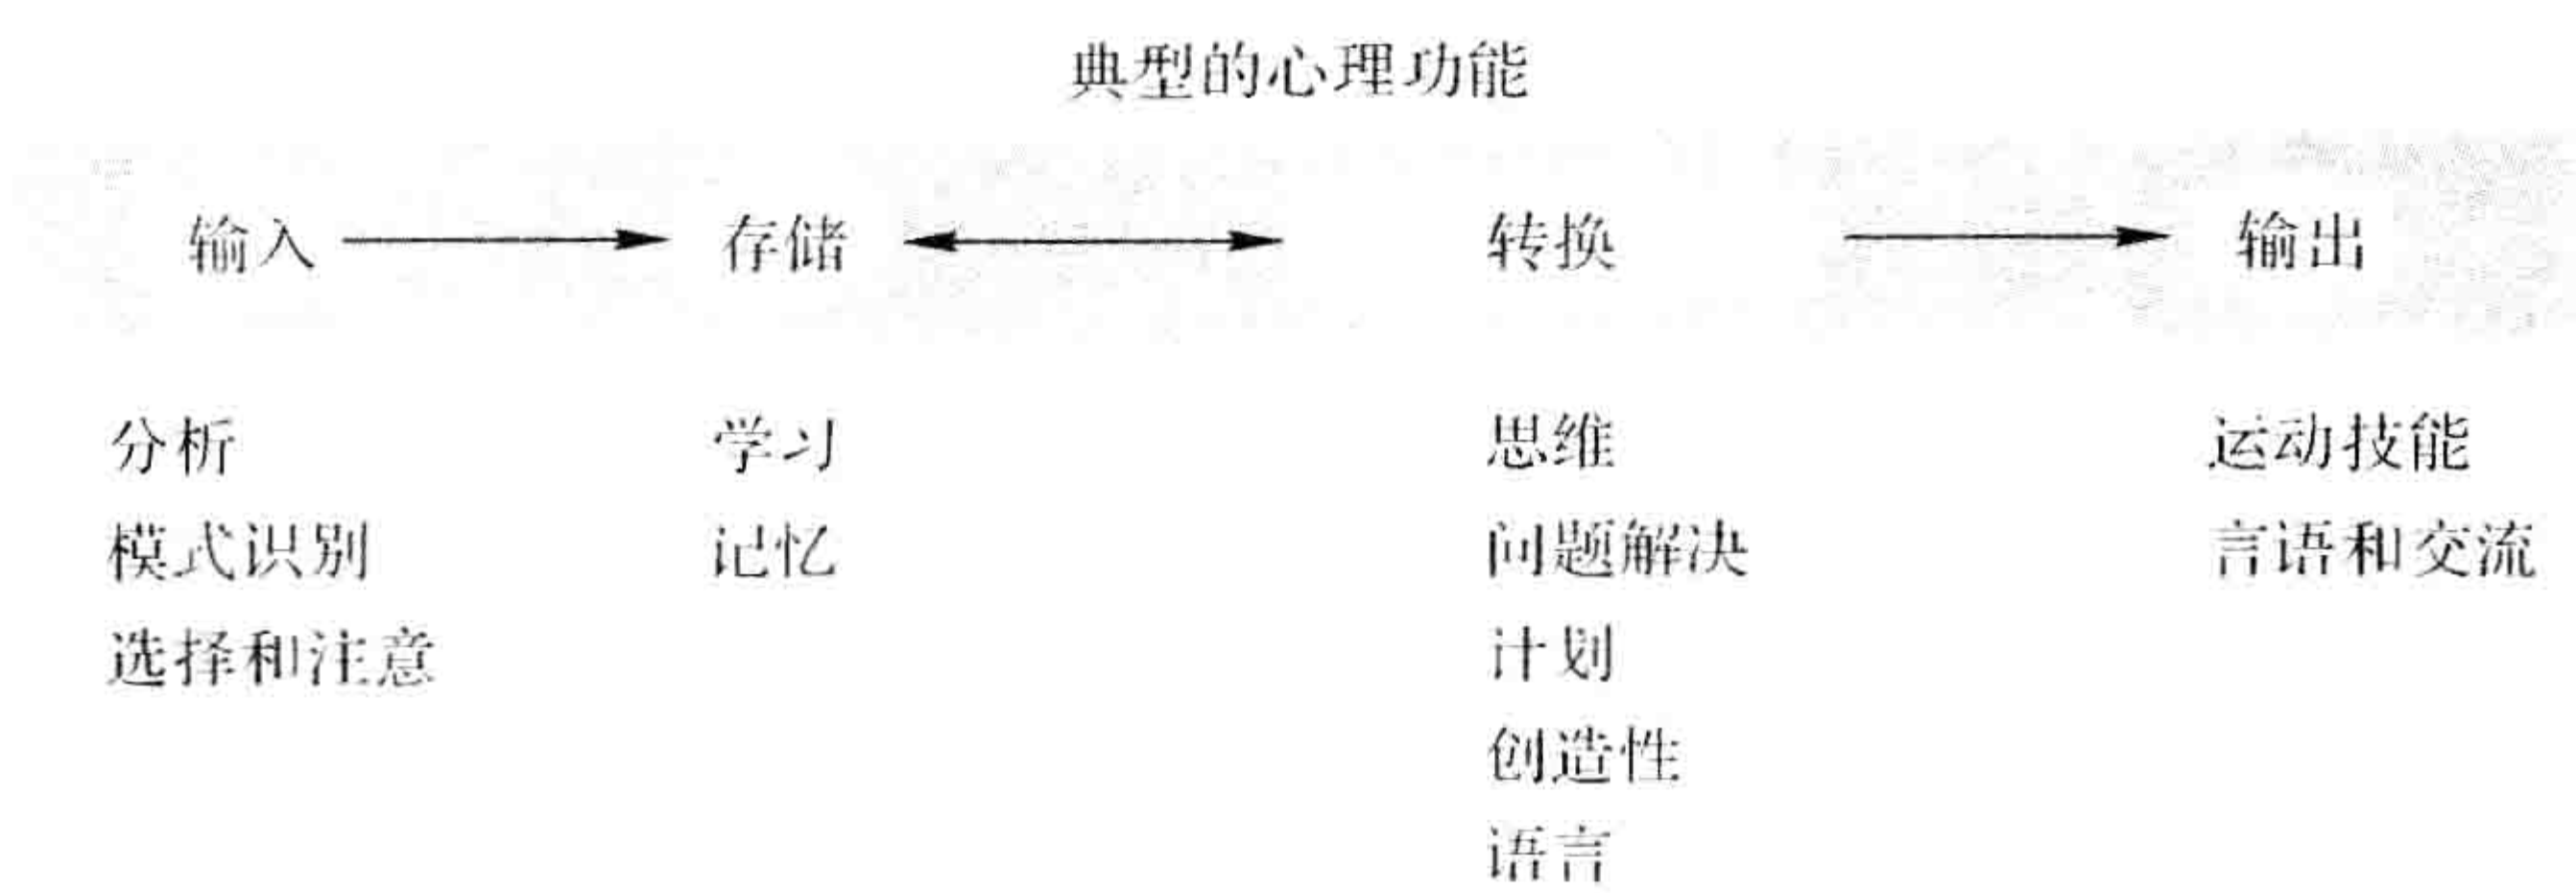 典型的心理功能
输入 存储 转换 输出
分析 学习 思维 运动技能
模式识别 记忆 问题解决 言语和交流
选择和注意 计划
创造性
语言